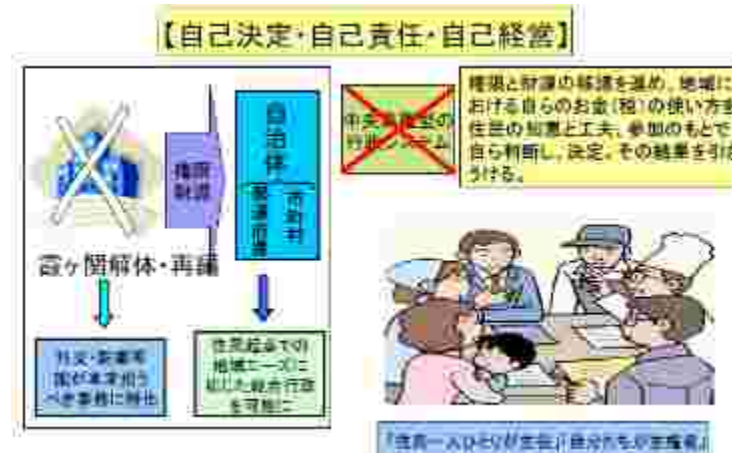 【自己決定・自己責任・自己経営】
権限と財源の移譲を進め、地域に
おける自らのお金(税)の使い方を
住民の知恵と工夫、参加のもとで
自ら判断し、決定。その結果を引き
うける。
中央集権型の
行政システム
権限
財源
自治体
都道府県
市町村
霞ヶ関解体・再編
外交・防衛等
国が本来担う
べき事務に特化
住民起点での
地域ニーズに
応じた総合行政
を可能に
「住民一人ひとりが主役」「自分たちが主権者」